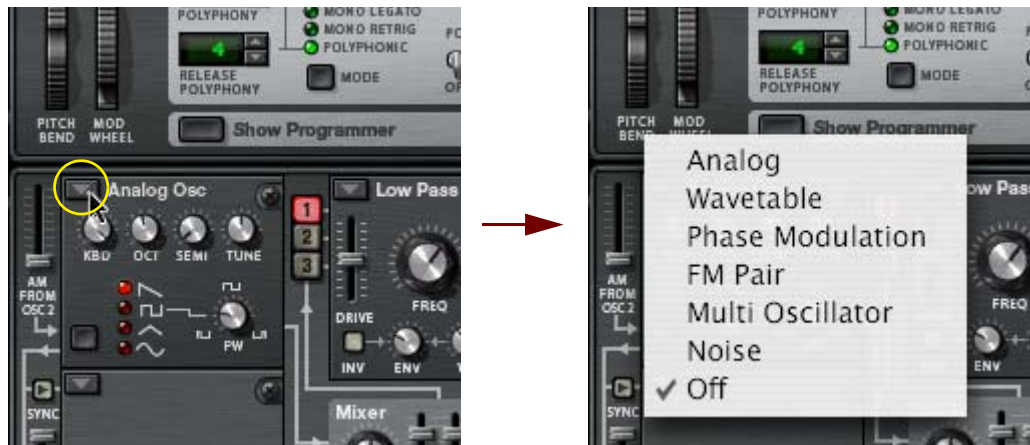 POLYPHONY
MONO LEGATO
MONO RETRIG
POLYPHONIC
4
RELEASE
POLYPHONY
MODE
PITCH
BEND
MOD
WHEEL
Show Programmer
Analog Osc
KBD
OCT
SEMI
TUNE
AM
FROM
OSC 2
PW
SYNC
1
2
3
Low Pass
DRIVE
FREQ
INV
ENV
Mixer
POLYPHONY
MONO LEGATO
MONO RETRIG
POLYPHONIC
4
RELEASE
POLYPHONY
MODE
PITCH
BEND
MOD
WHEEL
Show Programmer
Analog
Wavetable
Phase Modulation
FM Pair
Multi Oscillator
Noise
✓ Off
ow Pass
AM
FROM
OSC 2
FREQ
ENV
SYNC